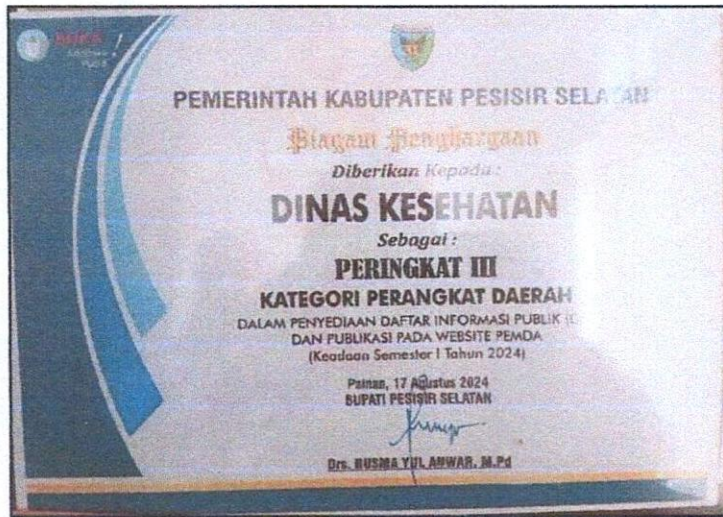 PEMERINTAH KABUPATEN PESISIR SELATAN
Piagam Penghargaan
Diberikan Kepada :
DINAS KESEHATAN
Sebagai :
PERINGKAT III
KATEGORI PERANGKAT DAERAH
DALAM PENYEDIAAN DAFTAR INFORMASI PUBLIK
DAN PUBLIKASI PADA WEBSITE PEMDA
(Keadaan Semester I Tahun 2024)
Painan, 17 Agustus 2024
BUPATI PESISIR SELATAN
Drs. RUSMA YUL ANWAR, M.Pd